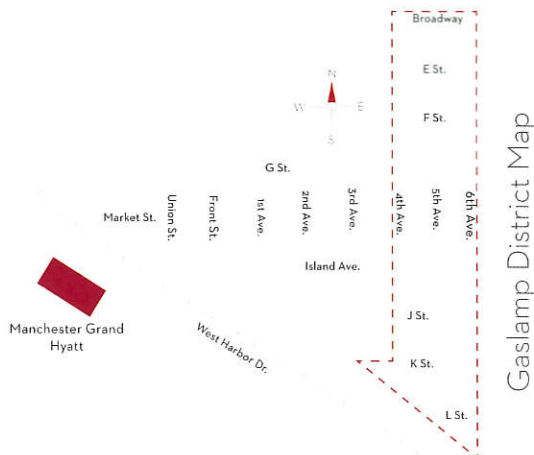 Broadway
E St.
N
W E
S
F St.
G St.
Market St.
Union St.
Front St.
1st Ave.
2nd Ave.
3rd Ave.
4th Ave.
5th Ave.
6th Ave.
Island Ave.
Manchester Grand
Hyatt
West Harbor Dr.
J St.
K St.
L St.
Gaslamp District Map